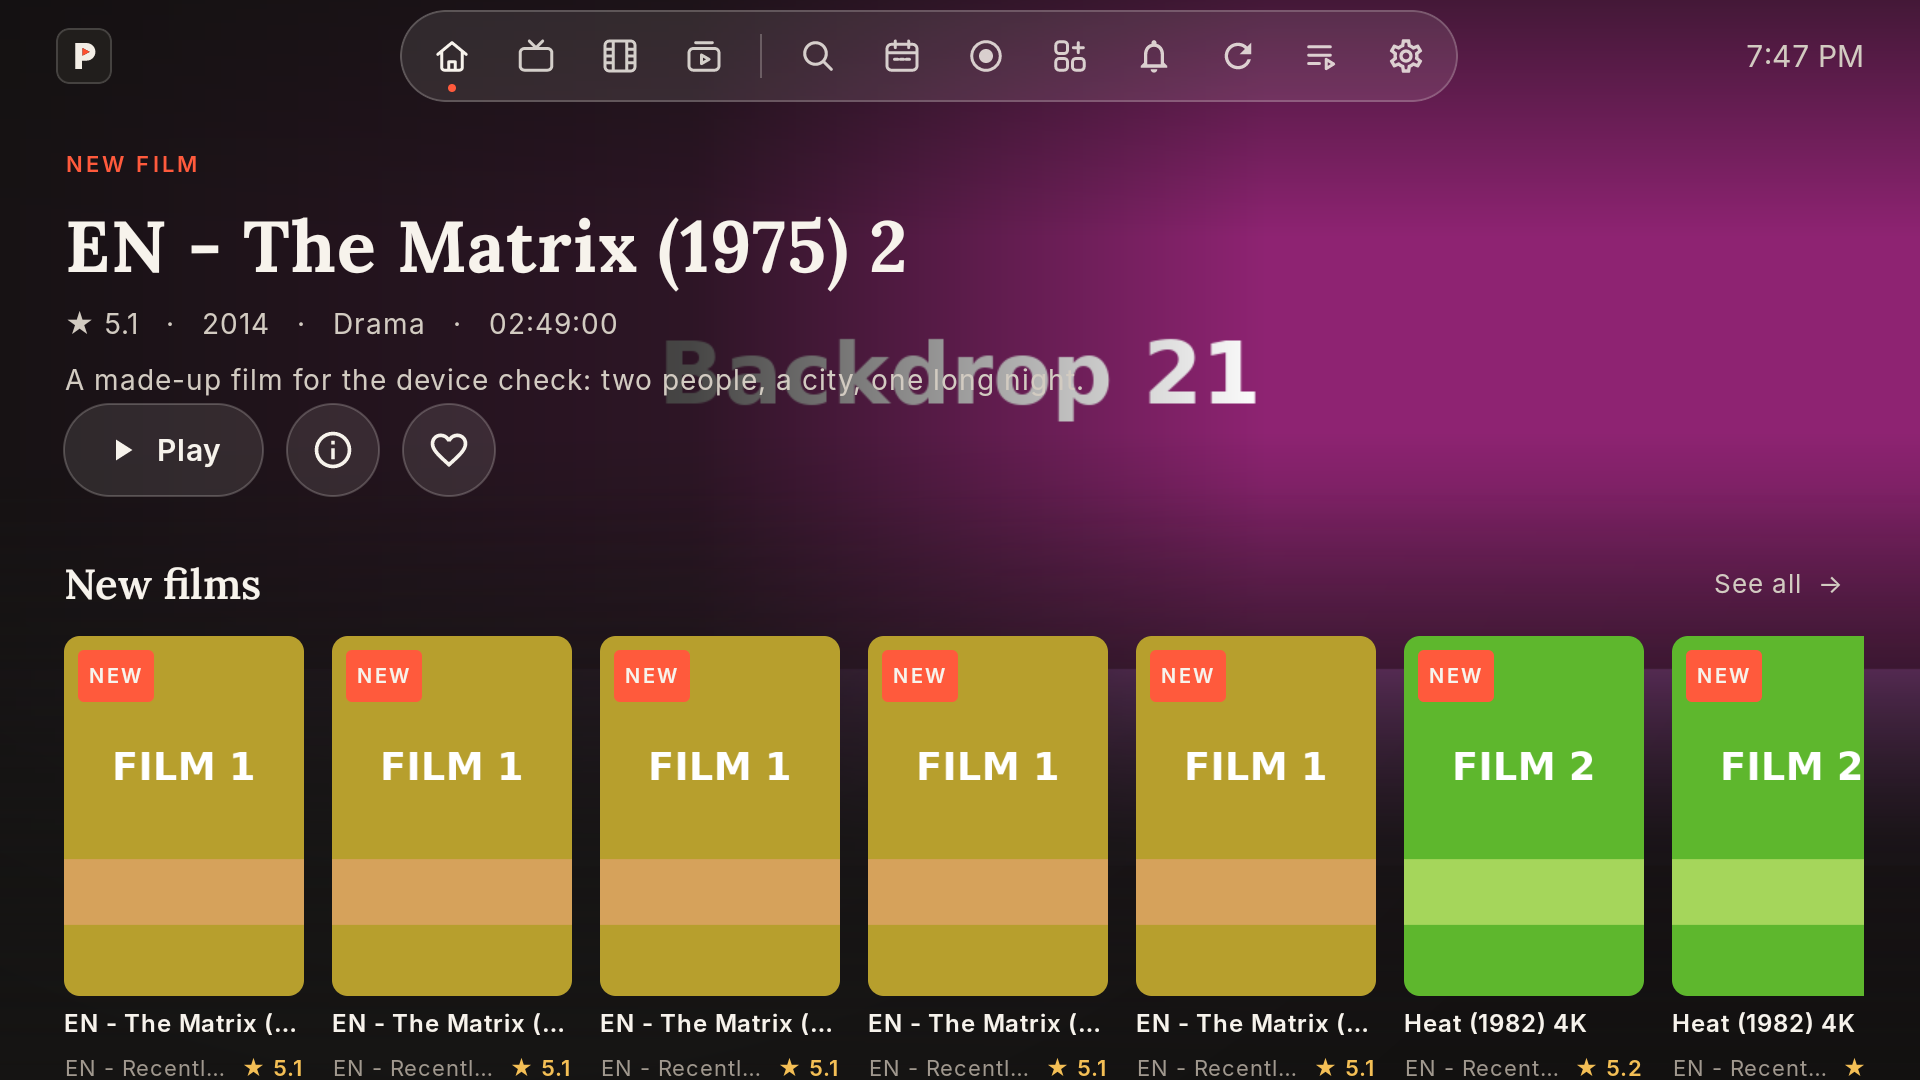 P
7:47 PM
NEW FILM
EN - The Matrix (1975) 2
★ 5.1 · 2014 · Drama · 02:49:00
Backdrop 21
A made-up film for the device check: two people, a city, one long night.
Play
New films
See all →
NEW NEW NEW NEW NEW NEW NEW
FILM 1 FILM 1 FILM 1 FILM 1 FILM 1 FILM 2 FILM 2
EN - The Matrix (... EN - The Matrix (... EN - The Matrix (... EN - The Matrix (... EN - The Matrix (... Heat (1982) 4K Heat (1982) 4K
EN - Recentl... ★ 5.1 EN - Recentl... ★ 5.1 EN - Recentl... ★ 5.1 EN - Recentl... ★ 5.1 EN - Recentl... ★ 5.1 EN - Recent... ★ 5.2 EN - Recent... ★